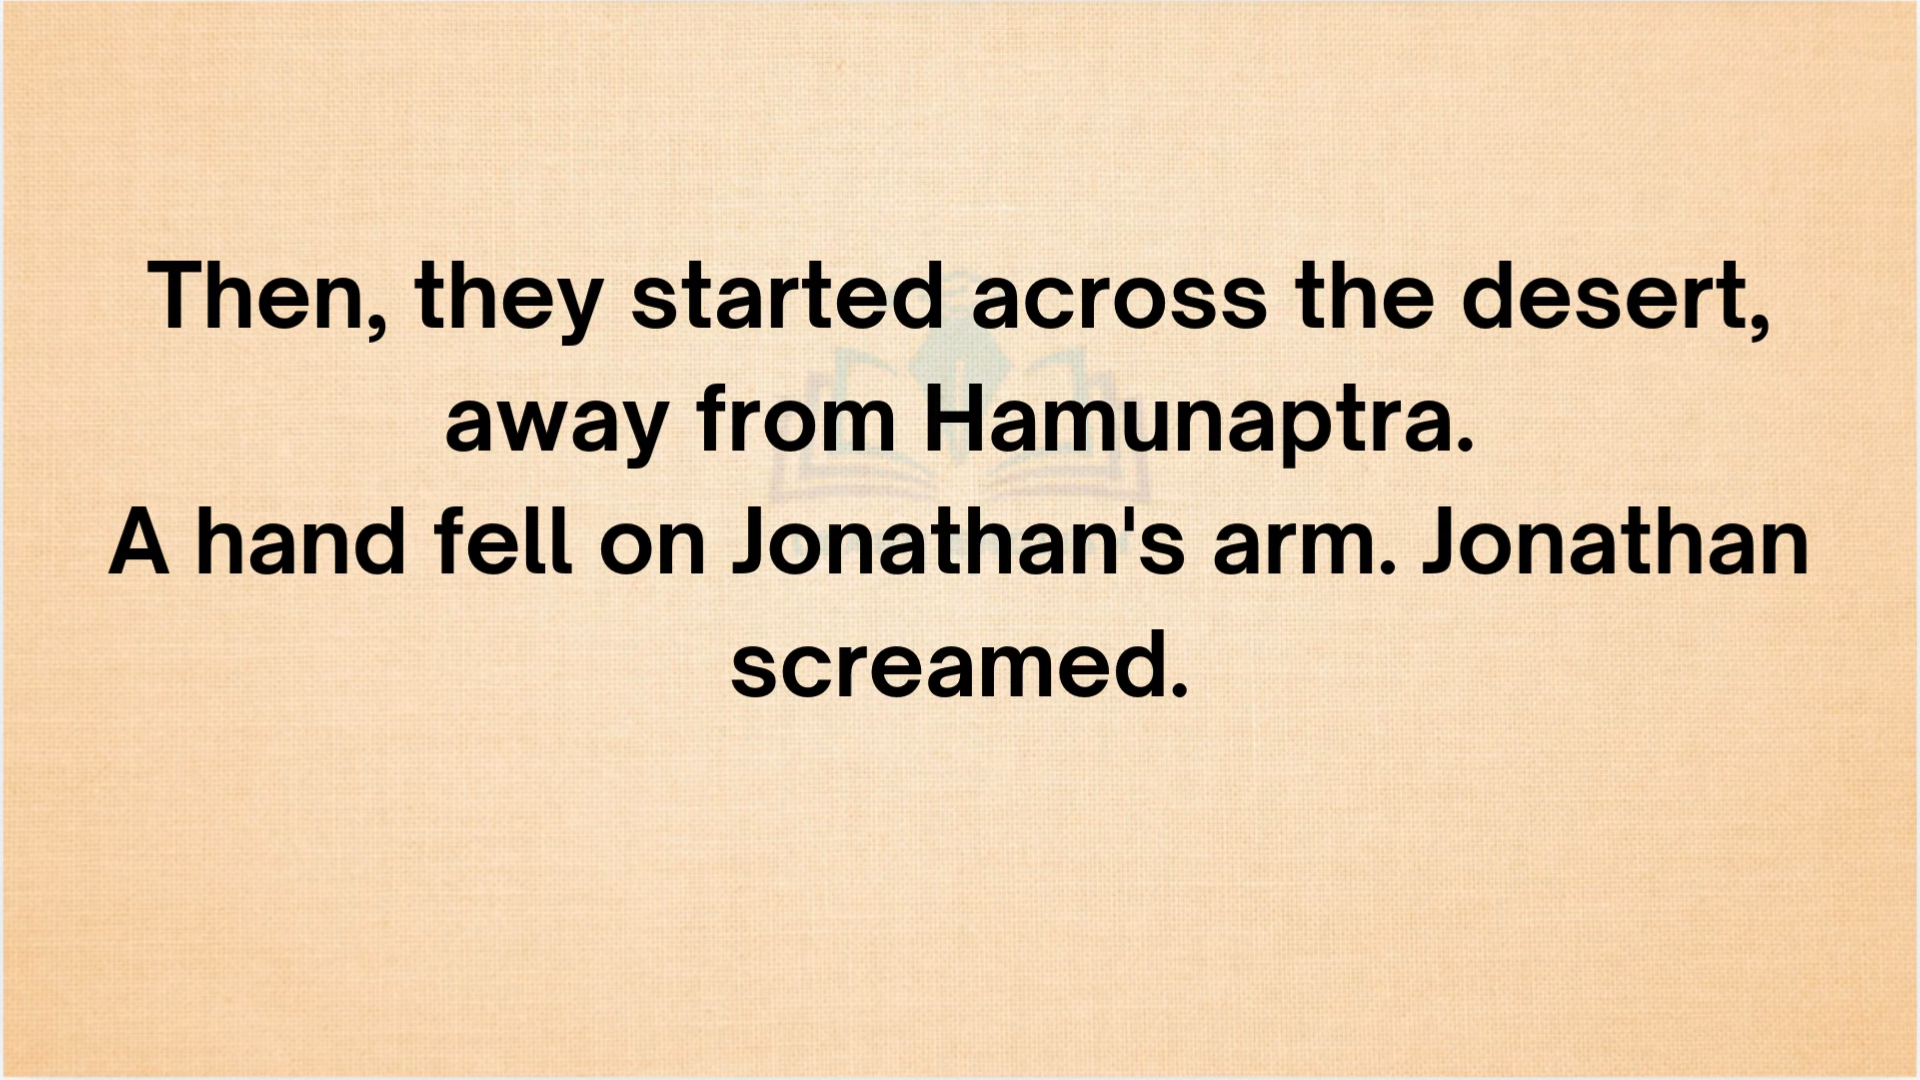 Then, they started across the desert,
away from Hamunaptra.
A hand fell on Jonathan's arm. Jonathan
screamed.